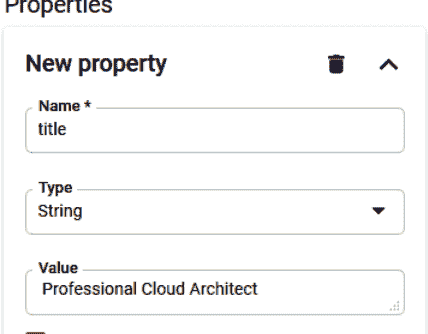 Properties
New property
Name *
title
Type
String
Value
Professional Cloud Architect